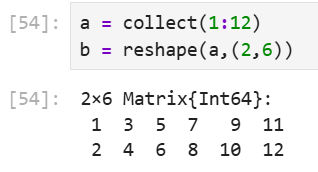 [54]: a = collect(1:12)
b = reshape(a,(2,6))
[54]: 2×6 Matrix{Int64}:
1 3 5 7 9 11
2 4 6 8 10 12